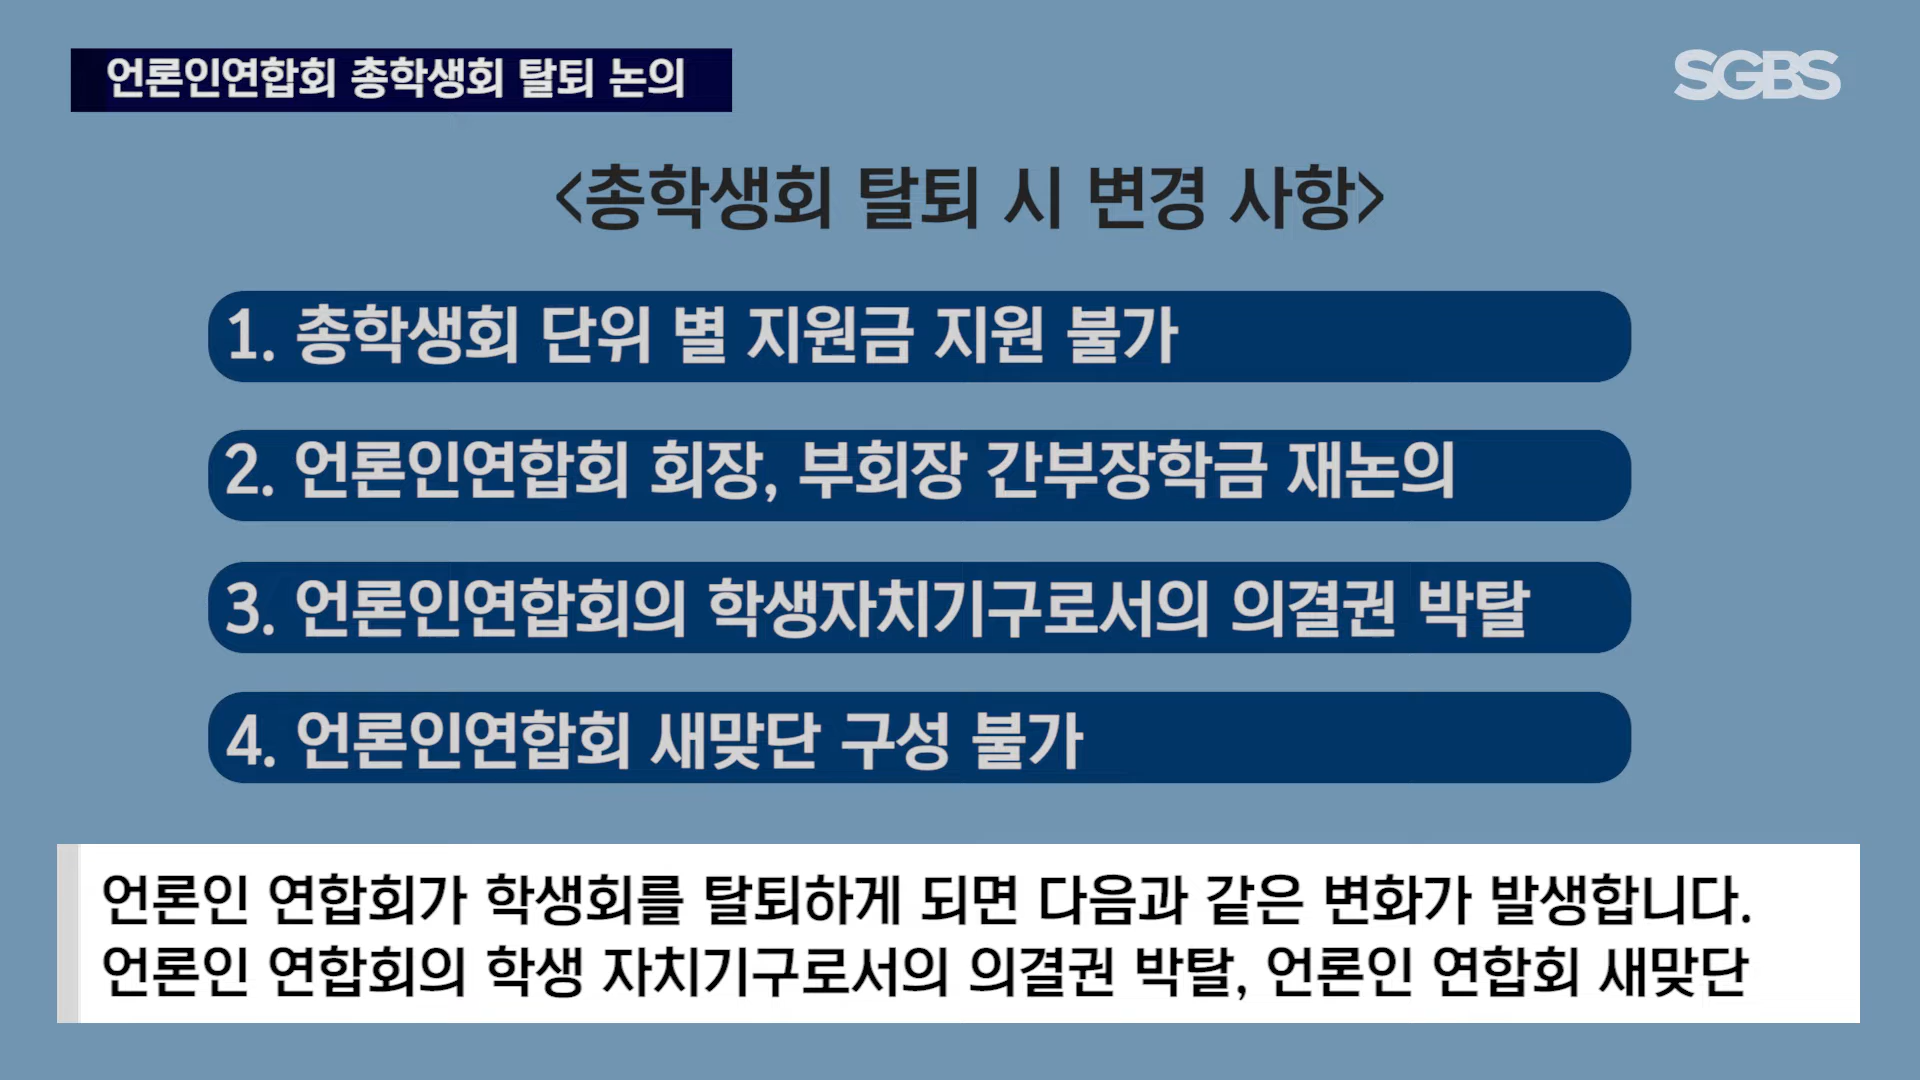 언론인연합회 총학생회 탈퇴 논의
SGBS
<총학생회 탈퇴 시 변경 사항>
1. 총학생회 단위 별 지원금 지원 불가
2. 언론인연합회 회장, 부회장 간부장학금 재논의
3. 언론인연합회의 학생자치기구로서의 의결권 박탈
4. 언론인연합회 새맞단 구성 불가
언론인 연합회가 학생회를 탈퇴하게 되면 다음과 같은 변화가 발생합니다.
언론인 연합회의 학생 자치기구로서의 의결권 박탈, 언론인 연합회 새맞단